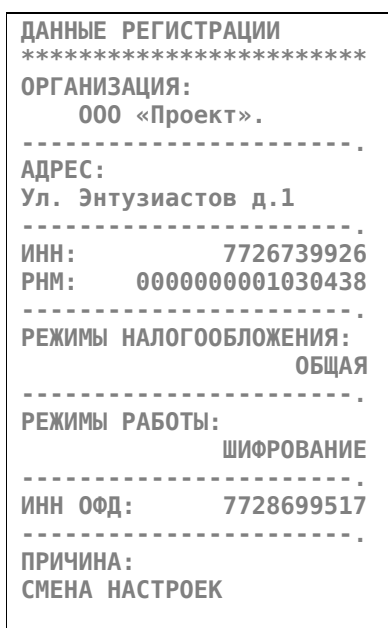 ДАННЫЕ РЕГИСТРАЦИИ
************************
ОРГАНИЗАЦИЯ:
ООО «Проект».
-----------------------.
АДРЕС:
Ул. Энтузиастов д.1
-----------------------.
ИНН: 7726739926
РНМ: 0000000001030438
-----------------------.
РЕЖИМЫ НАЛОГООБЛОЖЕНИЯ:
ОБЩАЯ
-----------------------.
РЕЖИМЫ РАБОТЫ:
ШИФРОВАНИЕ
-----------------------.
ИНН ОФД: 7728699517
-----------------------.
ПРИЧИНА:
СМЕНА НАСТРОЕК